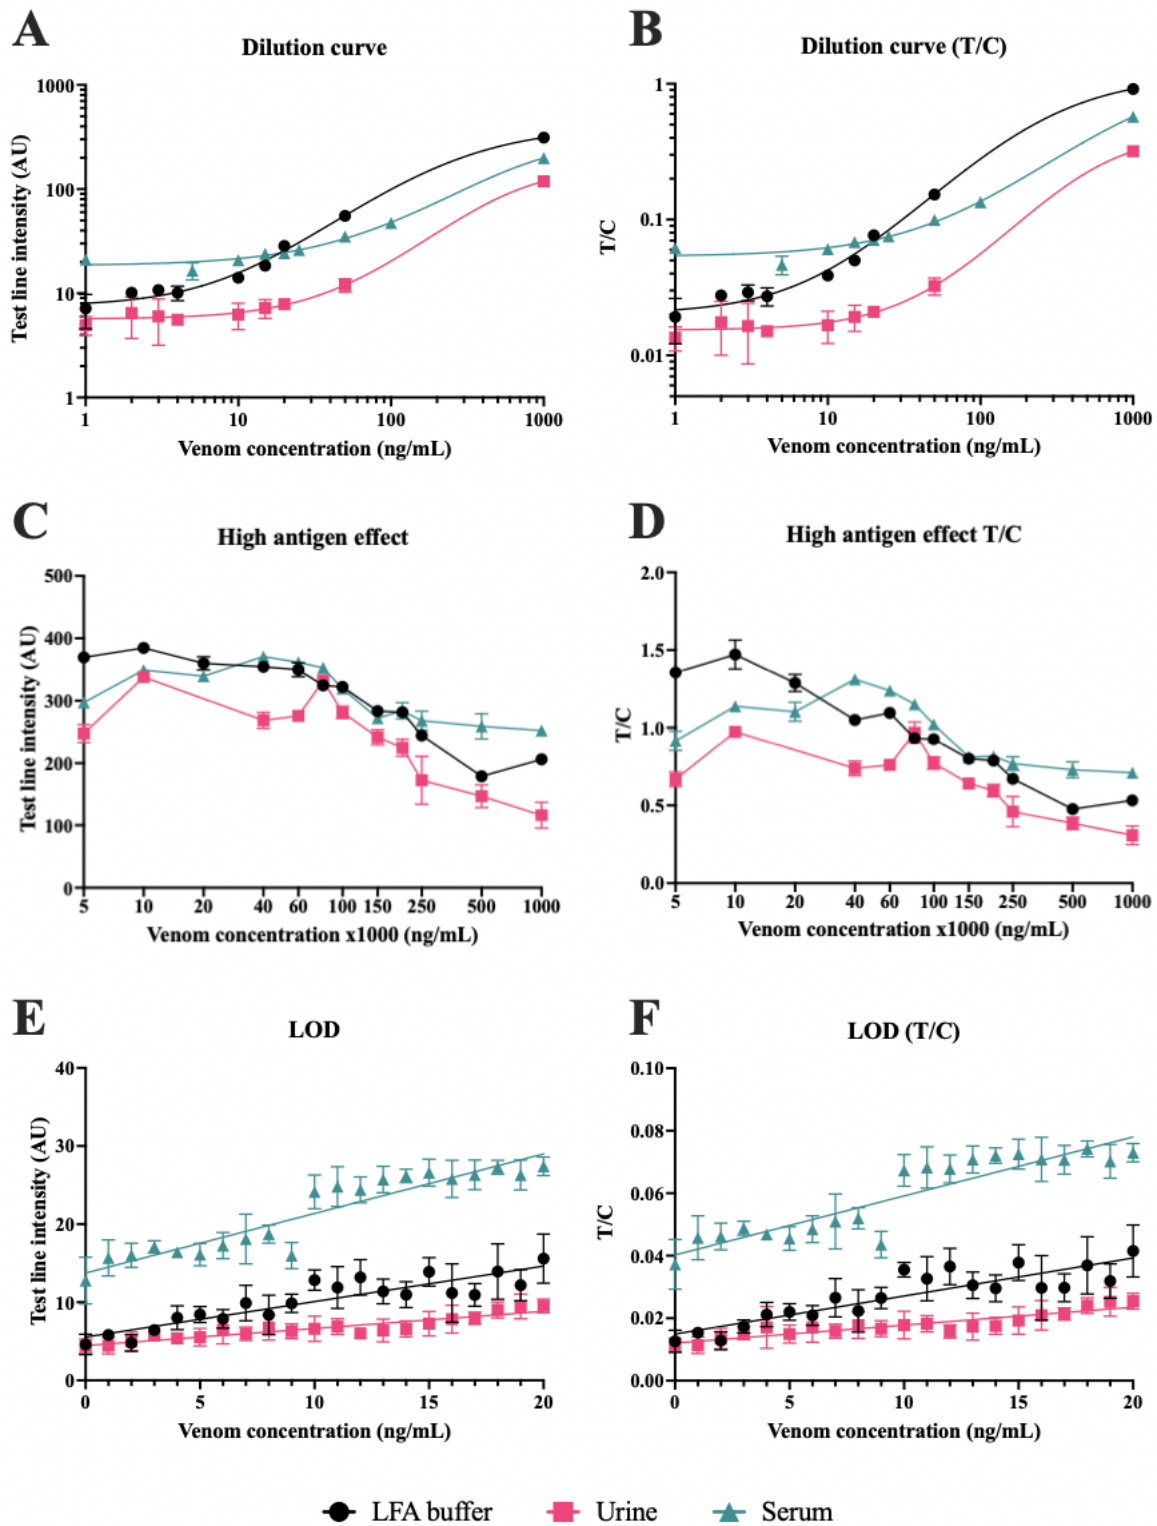 A
Dilution curve
Test line intensity (AU)
1000
100
10
1
1 10 100 1000
Venom concentration (ng/mL)
B
Dilution curve (T/C)
T/C
1
0.1
0.01
1 10 100 1000
Venom concentration (ng/mL)
C
High antigen effect
Test line intensity (AU)
500
400
300
200
100
0
5 10 20 40 60 100 150 250 500 1000
Venom concentration x1000 (ng/mL)
D
High antigen effect T/C
T/C
2.0
1.5
1.0
0.5
0.0
5 10 20 40 60 100 150 250 500 1000
Venom concentration x1000 (ng/mL)
E
LOD
Test line intensity (AU)
40
30
20
10
0
0 5 10 15 20
Venom concentration (ng/mL)
F
LOD (T/C)
T/C
0.10
0.08
0.06
0.04
0.02
0.00
0 5 10 15 20
Venom concentration (ng/mL)
LFA buffer Urine Serum